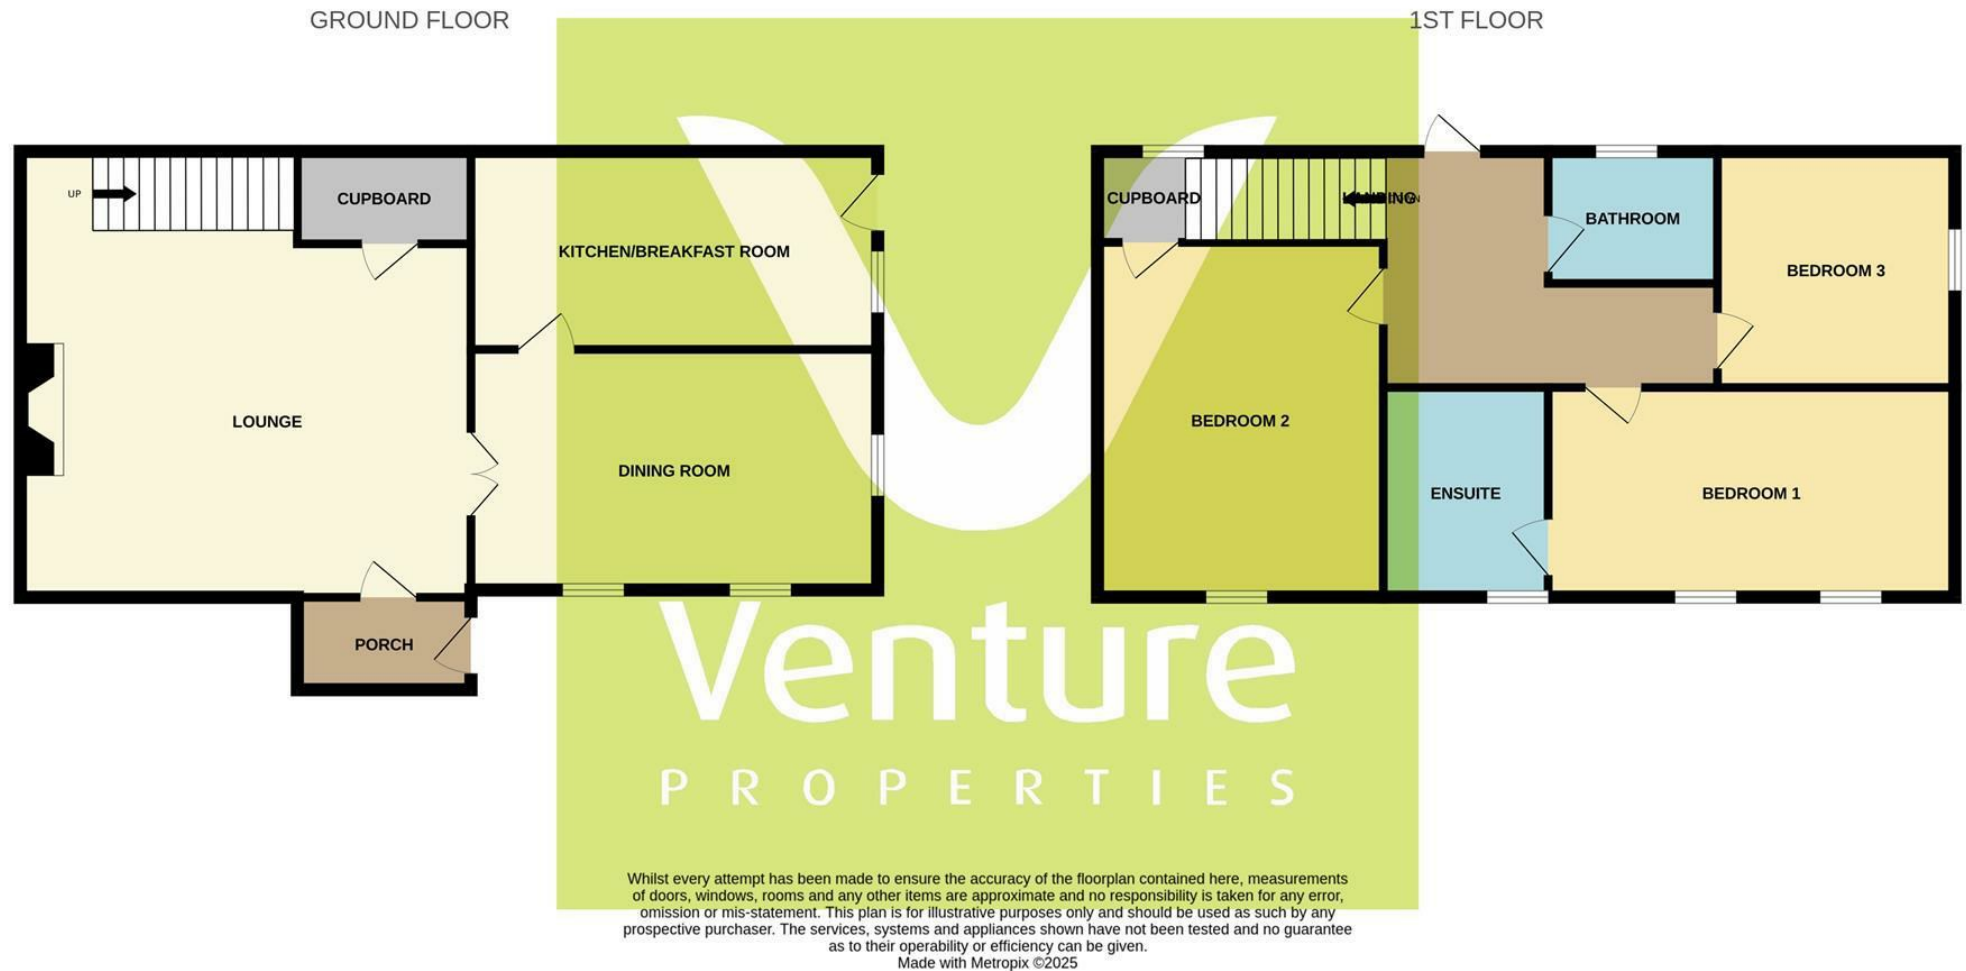 GROUND FLOOR
1ST FLOOR
UP
CUPBOARD
KITCHEN/BREAKFAST ROOM
LOUNGE
DINING ROOM
PORCH
CUPBOARD
LANDING
BATHROOM
BEDROOM 3
BEDROOM 2
ENSUITE
BEDROOM 1
Venture
PROPERTIES
Whilst every attempt has been made to ensure the accuracy of the floorplan contained here, measurements
of doors, windows, rooms and any other items are approximate and no responsibility is taken for any error,
omission or mis-statement. This plan is for illustrative purposes only and should be used as such by any
prospective purchaser. The services, systems and appliances shown have not been tested and no guarantee
as to their operability or efficiency can be given.
Made with Metropix ©2025